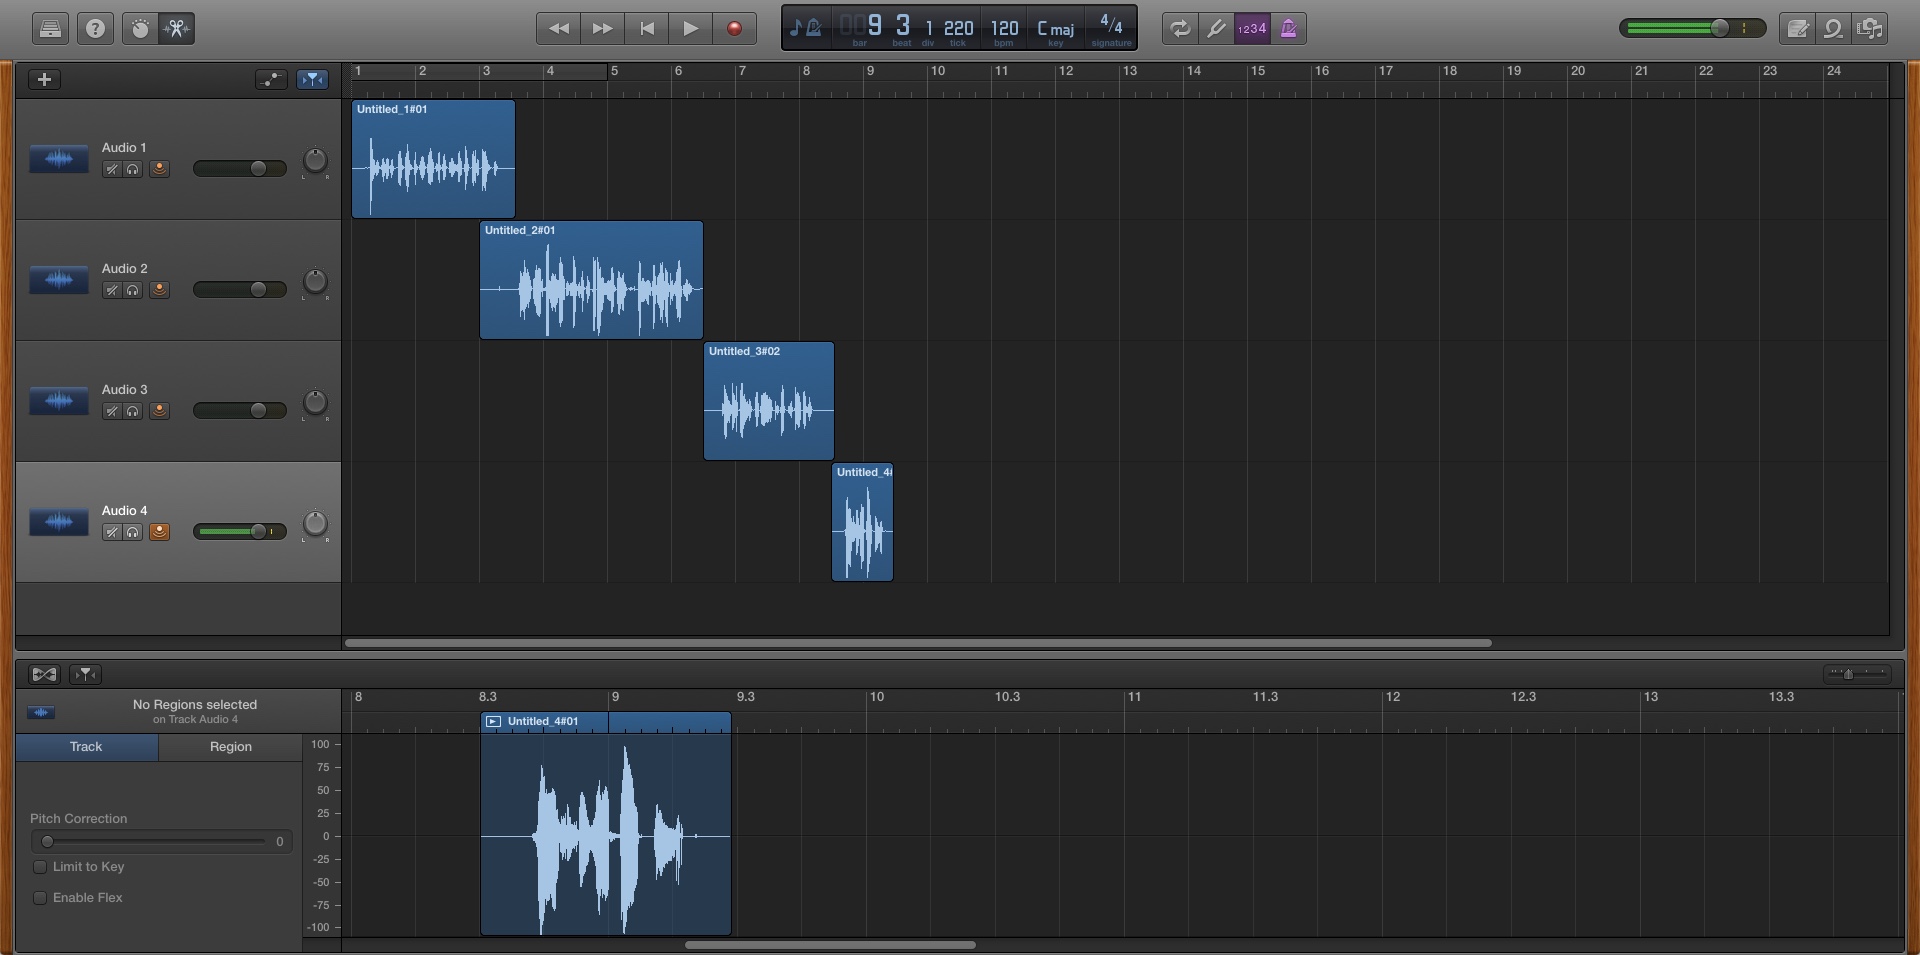 ? 9 3 1 220 120 C maj 4/4 1234
bar beat div tick bpm key signature
1 2 3 4 5 6 7 8 9 10 11 12 13 14 15 16 17 18 19 20 21 22 23 24
Untitled_1#01
Audio 1
L R
Untitled_2#01
Audio 2
L R
Untitled_3#02
Audio 3
L R
Untitled_4#
Audio 4
L R
8 8.3 9 9.3 10 10.3 11 11.3 12 12.3 13 13.3
No Regions selected
on Track Audio 4
Untitled_4#01
Track Region
100
75
50
25
0
-25
-50
-75
-100
Pitch Correction
0
Limit to Key
Enable Flex